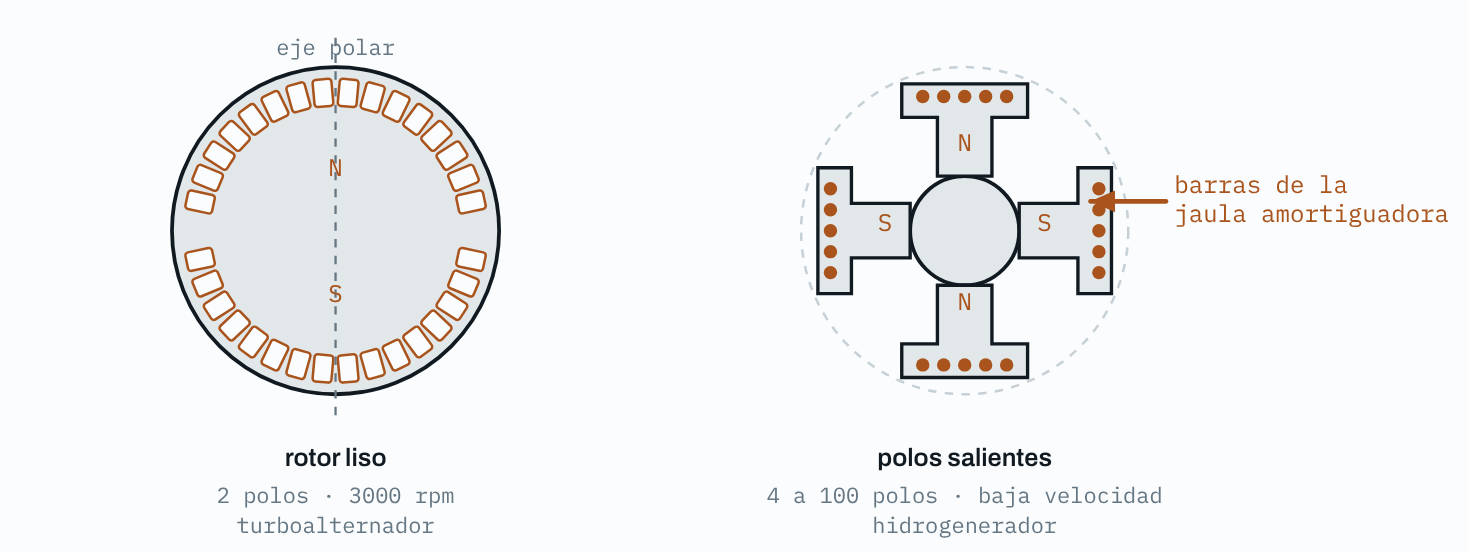 eje polar
N
S
rotor liso
2 polos · 3000 rpm
turboalternador
N
S
S
N
barras de la
jaula amortiguadora
polos salientes
4 a 100 polos · baja velocidad
hidrogenerador